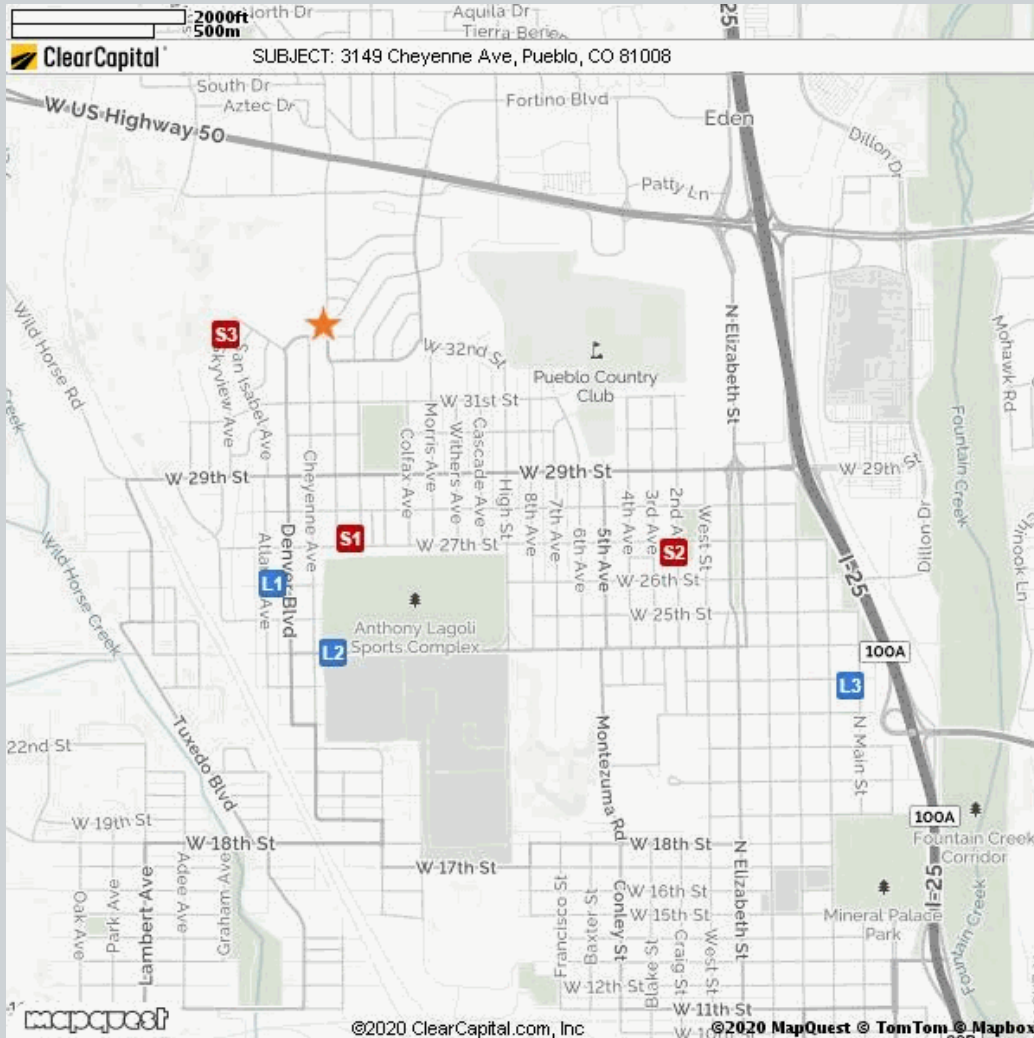 2000ft
500m
North Dr
Aquila Dr
Tierra Berie
25
ClearCapital
SUBJECT: 3149 Cheyenne Ave, Pueblo, CO 81008
South Dr
Aztec Dr
Fortino Blvd
W US Highway 50
Eden
Dillon Dr
Patty Ln
Wild Horse Rd
S3
San Isabel Ave
Skyview Ave
W 32nd St
Pueblo Country
Club
N Elizabeth St
Mohawk Rd
W 31st St
Creek
Morris Ave
Withers Ave
Cascade Ave
Colfax Ave
Fountain Creek
Cheyenne Ave
High St
W 29th St
W 29th St
W 29th St
8th Ave
7th Ave
6th Ave
5th Ave
4th Ave
3rd Ave
2nd A
West St
Dillon Dr
S1
W 27th St
S2
Wild Horse Creek
Denver Blvd
L1
Ave
W 26th St
I-25
W 25th St
Anthony Lagoli
Sports Complex
L2
100A
L3
Tuxedo Blvd
Montezuma Rd
N Main St
22nd St
100A
W 19th St
W 18th St
W 18th St
Fountain Creek
Corridor
W 17th St
Oak Ave
Park Ave
Lambert Ave
Adee Ave
Graham Ave
N Elizabeth St
I-25
Francisco St
Baxter St
Conley St
W 16th St
W 15th St
Mineral Palace
Park
Blake St
Craig St
West St
W 12th St
Fountain Creek
W 11th St
mapquest
©2020 ClearCapital.com, Inc
©2020 MapQuest © TomTom © Mapbox